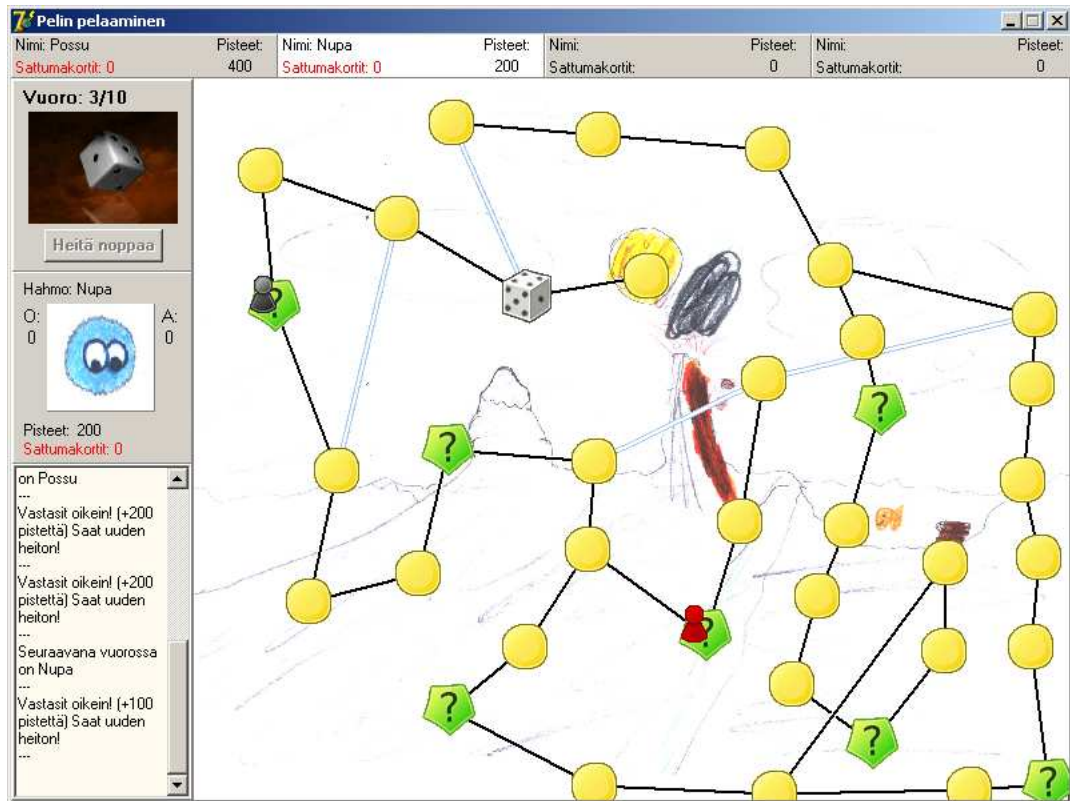 Pelin pelaaminen
Nimi: Possu Pisteet:
Sattumakortit: 0 400
Nimi: Nupa Pisteet:
Sattumakortit: 0 200
Nimi: Pisteet:
Sattumakortit: 0
Nimi: Pisteet:
Sattumakortit: 0
Vuoro: 3/10
Heitä noppaa
Hahmo: Nupa
O: A:
0 0
Pisteet: 200
Sattumakortit: 0
on Possu
---
Vastasit oikein! (+200
pistettä) Saat uuden
heiton!
---
Vastasit oikein! (+200
pistettä) Saat uuden
heiton!
---
Seuraavana vuorossa
on Nupa
---
Vastasit oikein! (+100
pistettä) Saat uuden
heiton!
---
?
?
?
?
?
?
?
?